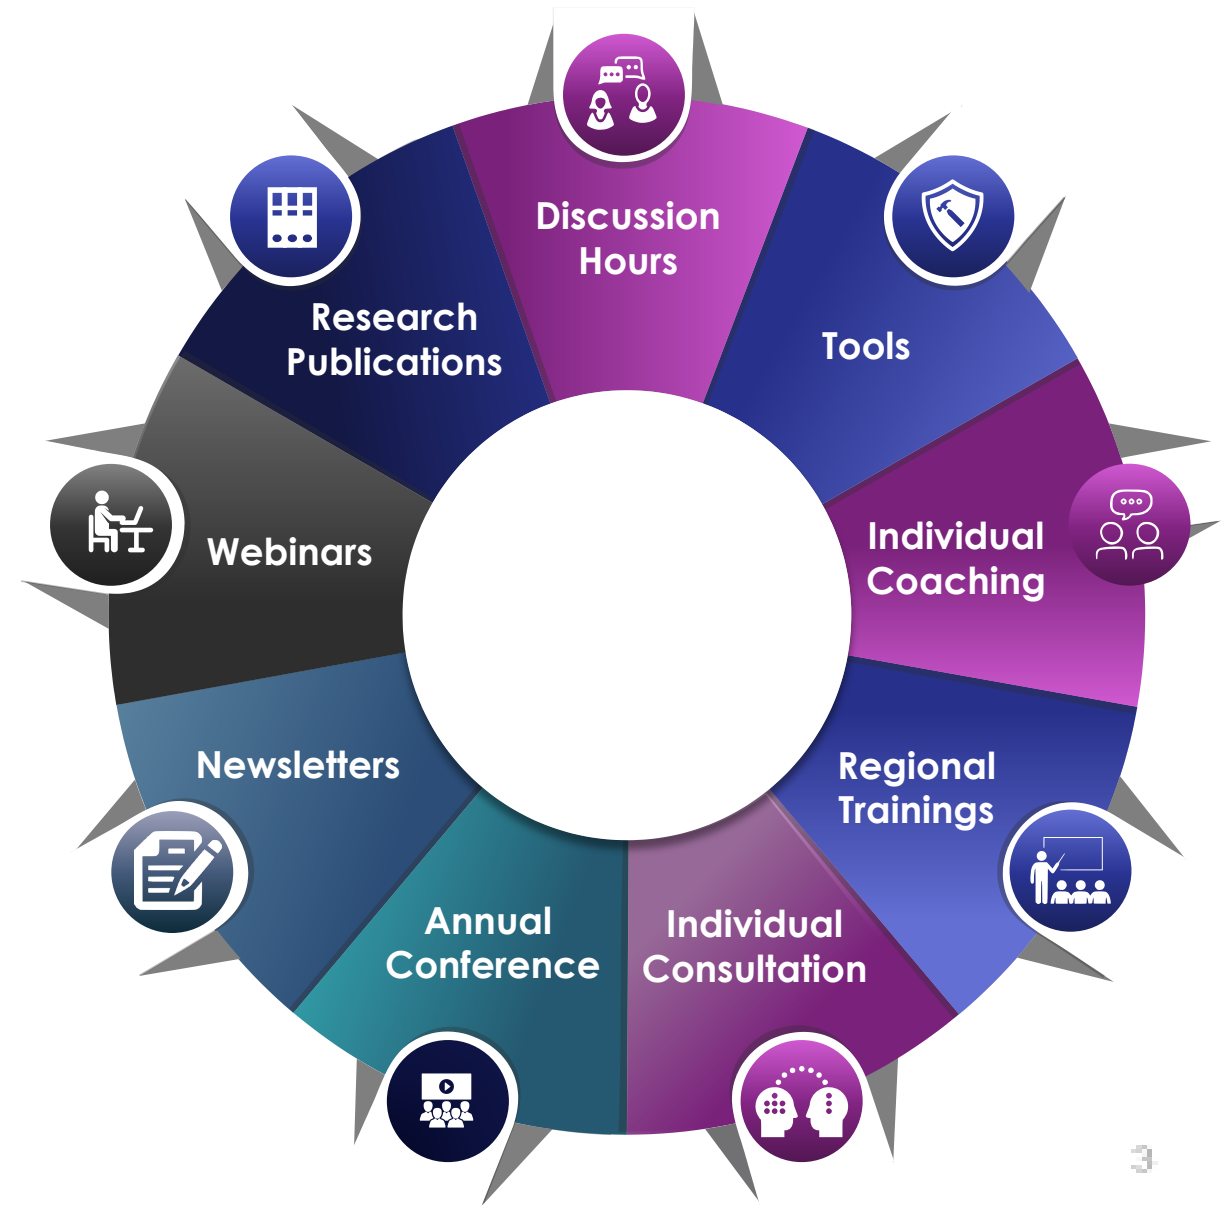 Discussion
Hours
Tools
Individual
Coaching
Regional
Trainings
Individual
Consultation
Annual
Conference
Newsletters
Webinars
Research
Publications
3